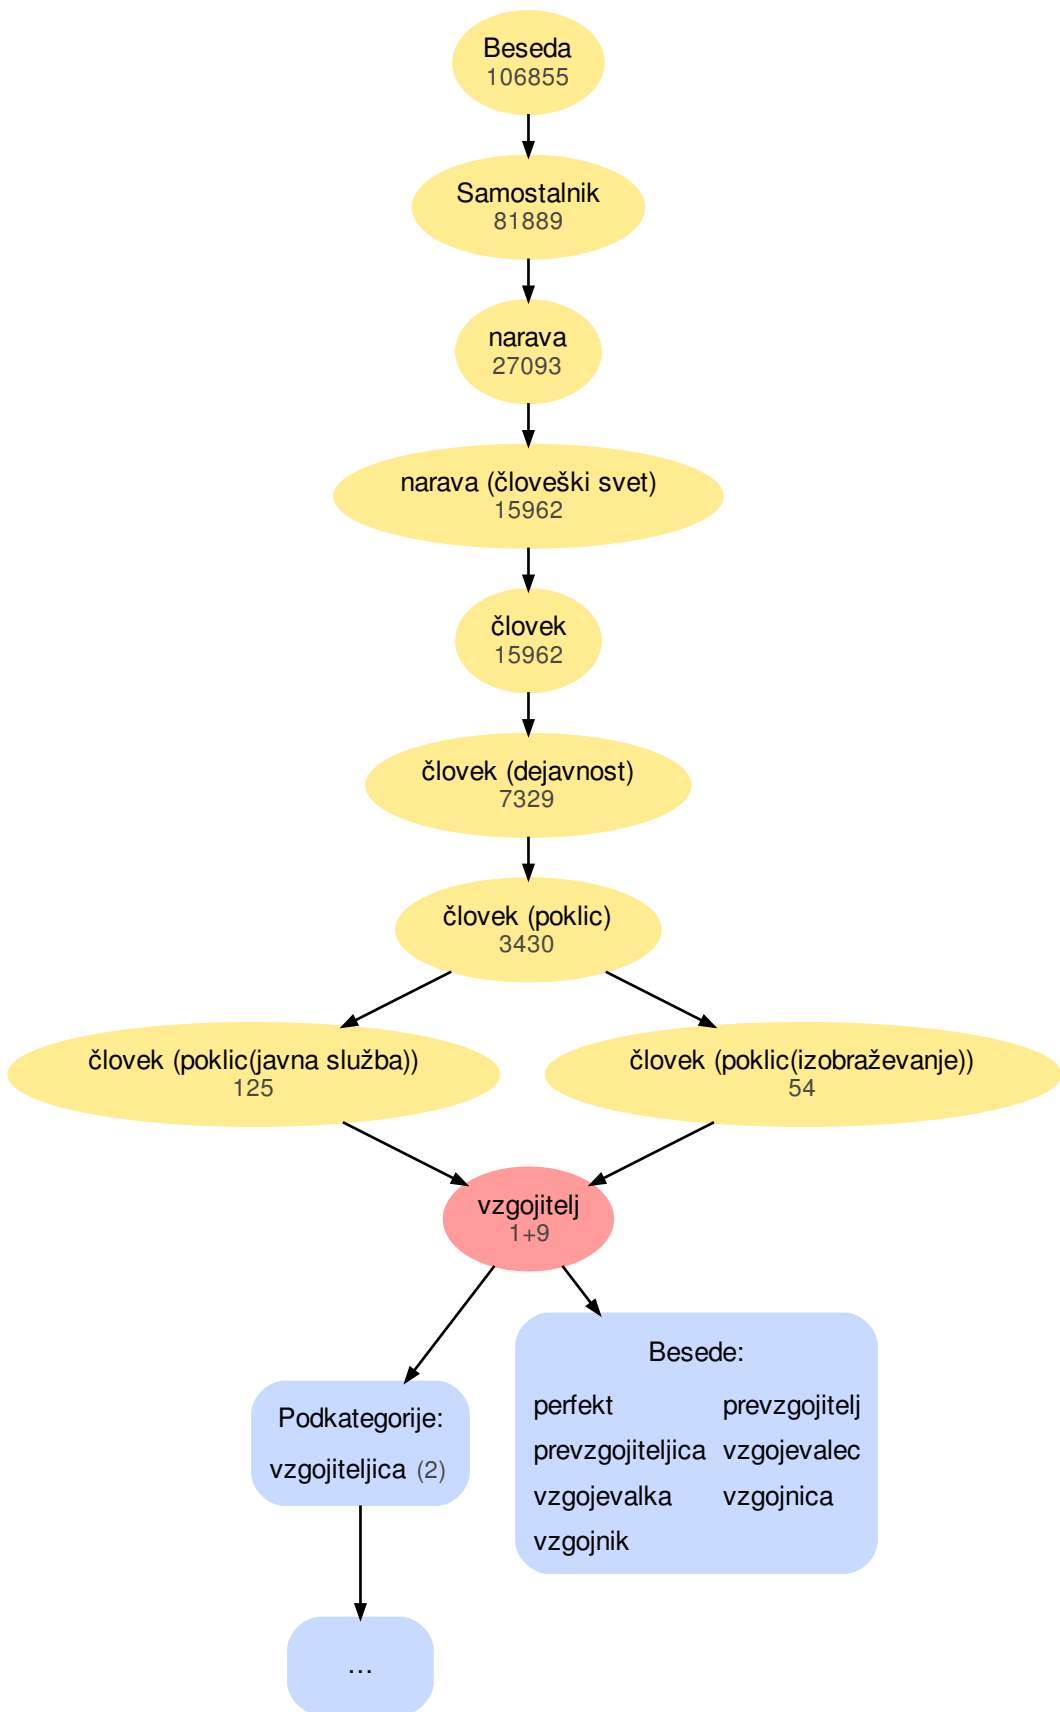 Beseda
106855
Samostalnik
81889
narava
27093
narava (človeški svet)
15962
človek
15962
človek (dejavnost)
7329
človek (poklic)
3430
človek (poklic(javna služba))
125
človek (poklic(izobraževanje))
54
vzgojitelj
1+9
Podkategorije:
vzgojiteljica (2)
...
Besede:
perfekt prevzgojitelj
prevzgojiteljica vzgojevalec
vzgojevalka vzgojnica
vzgojnik